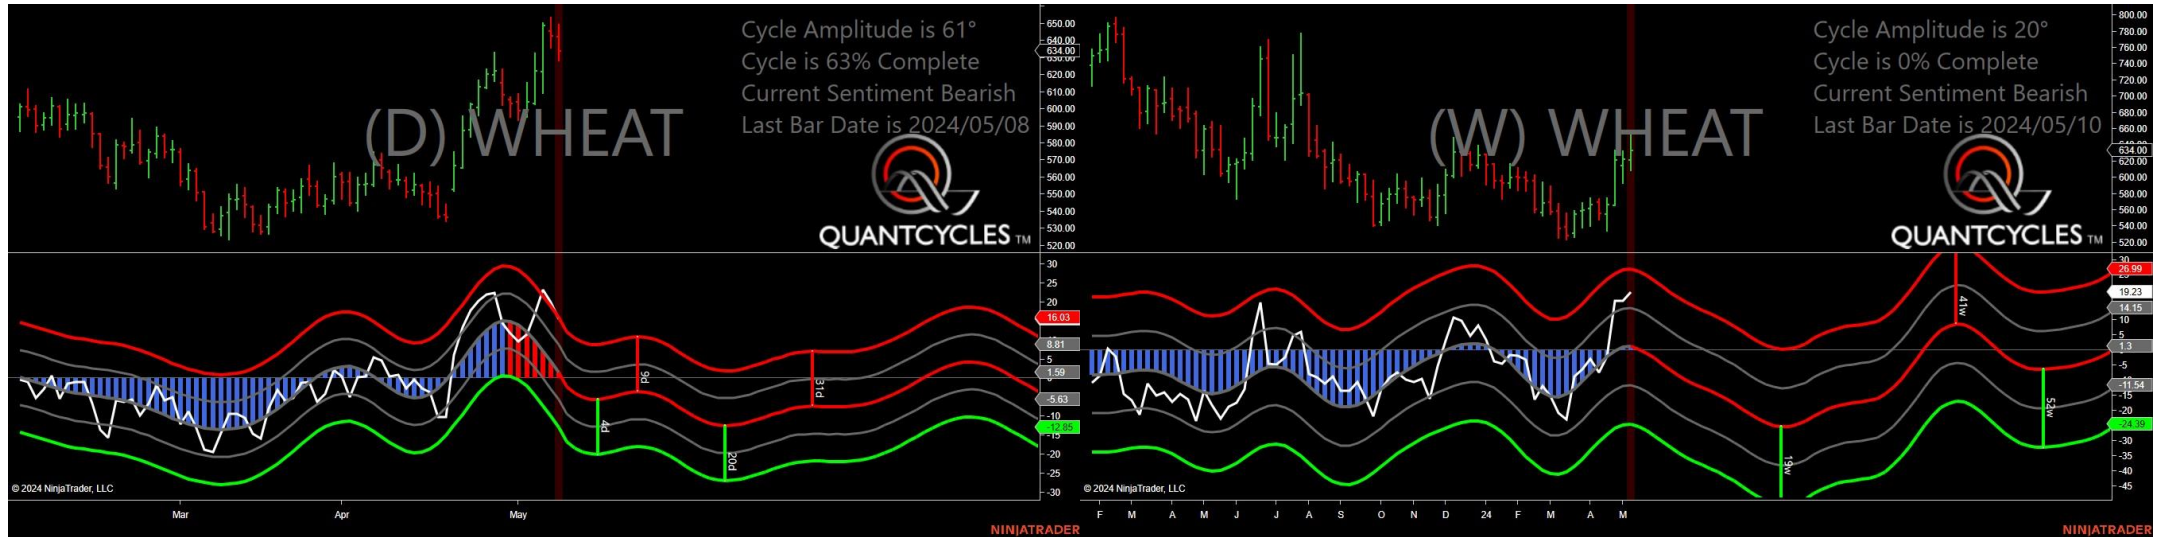 Cycle Amplitude is 61°
Cycle is 63% Complete
Current Sentiment Bearish
Last Bar Date is 2024/05/08
(D) WHEAT
QUANTCYCLES TM
650.00
640.00
634.00
630.00
620.00
610.00
600.00
590.00
580.00
570.00
560.00
550.00
540.00
530.00
520.00
30
25
20
16.03
8.81
5
1.59
-5.63
-10
-12.85
-15
-20
-25
-30
4d
9d
20d
31d
© 2024 NinjaTrader, LLC
Mar Apr May
NINJATRADER
Cycle Amplitude is 20°
Cycle is 0% Complete
Current Sentiment Bearish
Last Bar Date is 2024/05/10
(W) WHEAT
QUANTCYCLES TM
800.00
780.00
760.00
740.00
720.00
700.00
680.00
660.00
634.00
620.00
600.00
580.00
560.00
540.00
520.00
30
26.99
19.23
14.15
10
5
1.3
-5
-11.54
-15
-20
-24.39
-30
-35
-40
-45
19w
41w
52w
© 2024 NinjaTrader, LLC
F M A M J J A S O N D 24 F M A M
NINJATRADER